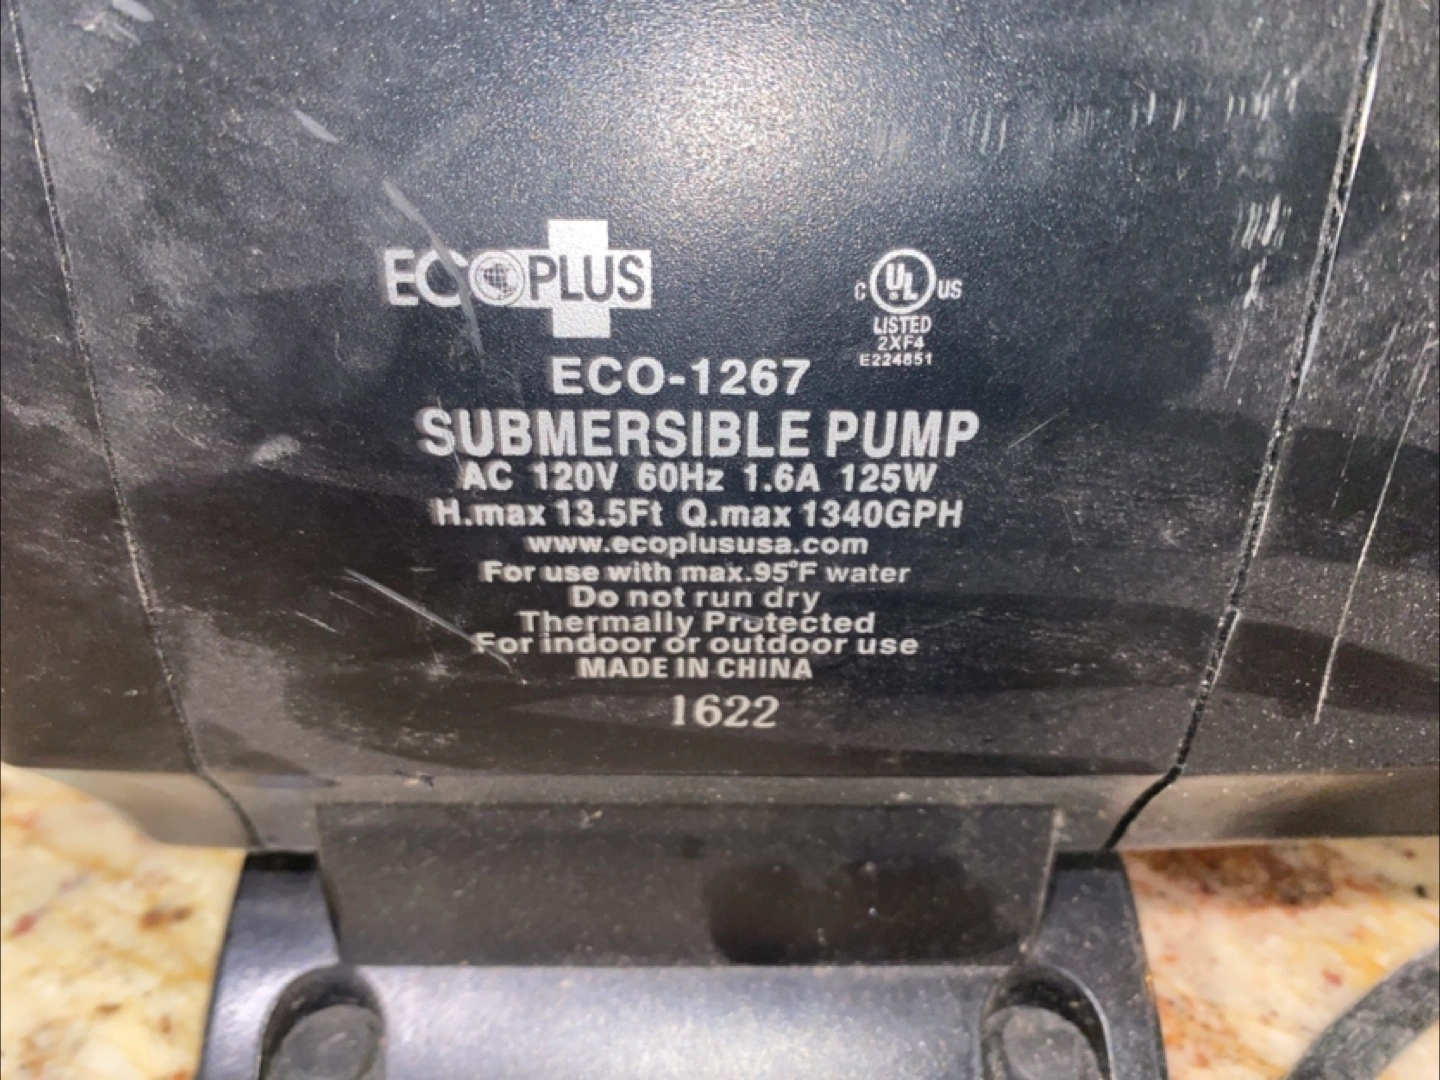 ECOPLUS
C UL US
LISTED
2XF4
E224851
ECO-1267
SUBMERSIBLE PUMP
AC 120V 60Hz 1.6A 125W
H.max 13.5Ft Q.max 1340GPH
www.ecoplususa.com
For use with max.95°F water
Do not run dry
Thermally Protected
For indoor or outdoor use
MADE IN CHINA
1622